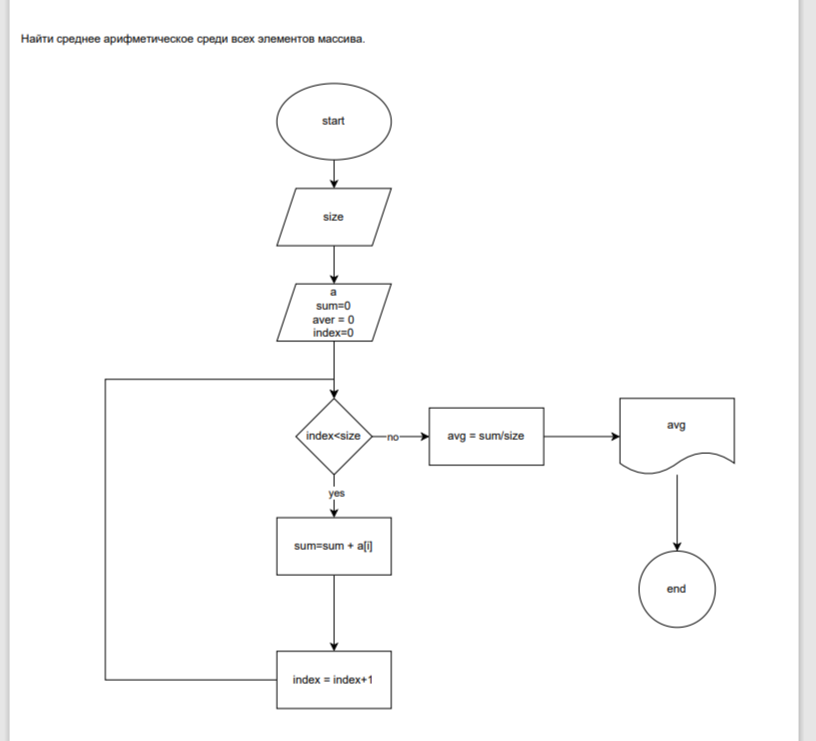 Найти среднее арифметическое среди всех элементов массива.
start
size
a
sum=0
aver = 0
index=0
index<size
no
avg = sum/size
avg
yes
sum=sum + a[i]
end
index = index+1